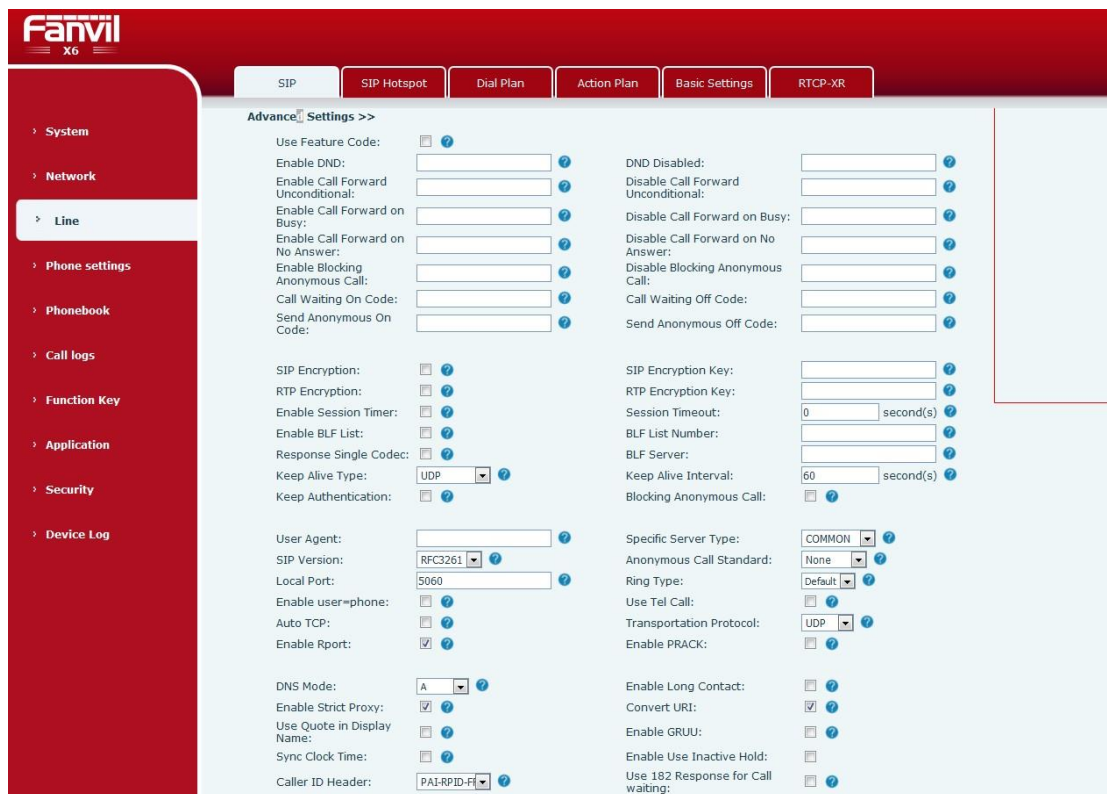 Fanvil
X6
SIP SIP Hotspot Dial Plan Action Plan Basic Settings RTCP-XR
› System
› Network
› Line
› Phone settings
› Phonebook
› Call logs
› Function Key
› Application
› Security
› Device Log
Settings >>
Use Feature Code: ?
Enable DND: ? DND Disabled: ?
Enable Call Forward Unconditional: ? Disable Call Forward Unconditional: ?
Enable Call Forward on Busy: ? Disable Call Forward on Busy: ?
Enable Call Forward on No Answer: ? Disable Call Forward on No Answer: ?
Enable Blocking Anonymous Call: ? Disable Blocking Anonymous Call: ?
Call Waiting On Code: ? Call Waiting Off Code: ?
Send Anonymous On Code: ? Send Anonymous Off Code: ?
SIP Encryption: ? SIP Encryption Key: ?
RTP Encryption: ? RTP Encryption Key: ?
Enable Session Timer: ? Session Timeout: 0 second(s) ?
Enable BLF List: ? BLF List Number: ?
Response Single Codec: ? BLF Server: ?
Keep Alive Type: UDP ? Keep Alive Interval: 60 second(s) ?
Keep Authentication: ? Blocking Anonymous Call: ?
User Agent: ? Specific Server Type: COMMON ?
SIP Version: RFC3261 ? Anonymous Call Standard: None ?
Local Port: 5060 ? Ring Type: Default ?
Enable user=phone: ? Use Tel Call: ?
Auto TCP: ? Transportation Protocol: UDP ?
Enable Rport: ? Enable PRACK: ?
DNS Mode: A ? Enable Long Contact: ?
Enable Strict Proxy: ? Convert URI: ?
Use Quote in Display Name: ? Enable GRUU: ?
Sync Clock Time: ? Enable Use Inactive Hold:
Caller ID Header: ? Use 182 Response for Call waiting: ?